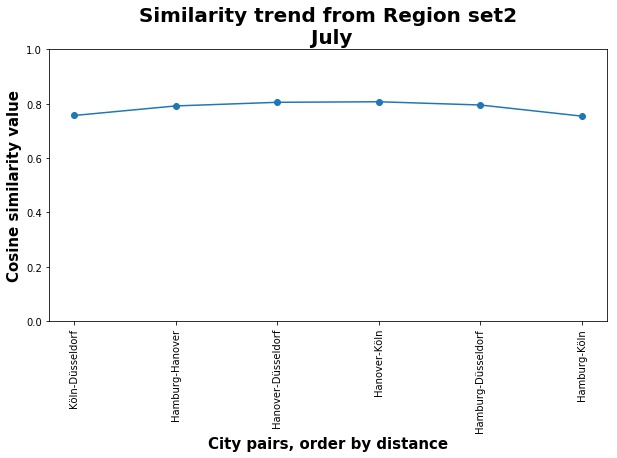 Similarity trend from Region set2
July
Cosine similarity value
1.0
0.8
0.6
0.4
0.2
0.0
Köln-Düsseldorf
Hamburg-Hanover
Hanover-Düsseldorf
Hanover-Köln
Hamburg-Düsseldorf
Hamburg-Köln
City pairs, order by distance